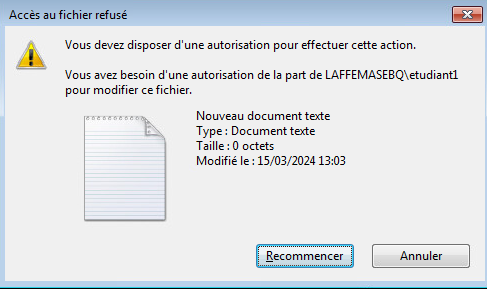 Accès au fichier refusé
Vous devez disposer d'une autorisation pour effectuer cette action.
Vous avez besoin d'une autorisation de la part de LAFFEMASEBQ\etudiant1
pour modifier ce fichier.
Nouveau document texte
Type : Document texte
Taille : 0 octets
Modifié le : 15/03/2024 13:03
Recommencer
Annuler